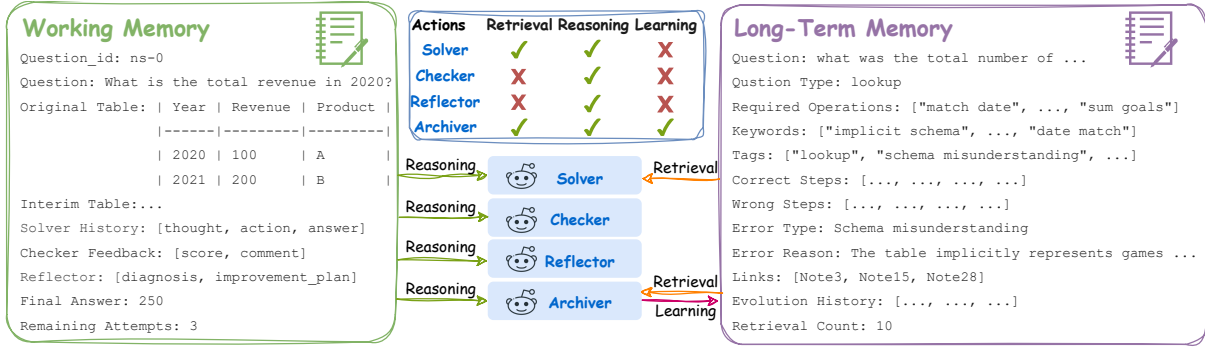 Working Memory
Question_id: ns-0
Question: What is the total revenue in 2020?
Original Table: | Year | Revenue | Product |
|------|---------|---------|
| 2020 | 100 | A |
| 2021 | 200 | B |
Interim Table:...
Solver History: [thought, action, answer]
Checker Feedback: [score, comment]
Reflector: [diagnosis, improvement_plan]
Final Answer: 250
Remaining Attempts: 3
Actions Retrieval Reasoning Learning
Solver ✓ ✓ X
Checker X ✓ X
Reflector X ✓ X
Archiver ✓ ✓ ✓
Reasoning Solver Retrieval
Reasoning Checker
Reasoning Reflector
Reasoning Archiver Retrieval
Learning
Long-Term Memory
Question: what was the total number of ...
Qustion Type: lookup
Required Operations: ["match date", ..., "sum goals"]
Keywords: ["implicit schema", ..., "date match"]
Tags: ["lookup", "schema misunderstanding", ...]
Correct Steps: [..., ..., ..., ...]
Wrong Steps: [..., ..., ..., ...]
Error Type: Schema misunderstanding
Error Reason: The table implicitly represents games ...
Links: [Note3, Note15, Note28]
Evolution History: [..., ..., ...]
Retrieval Count: 10